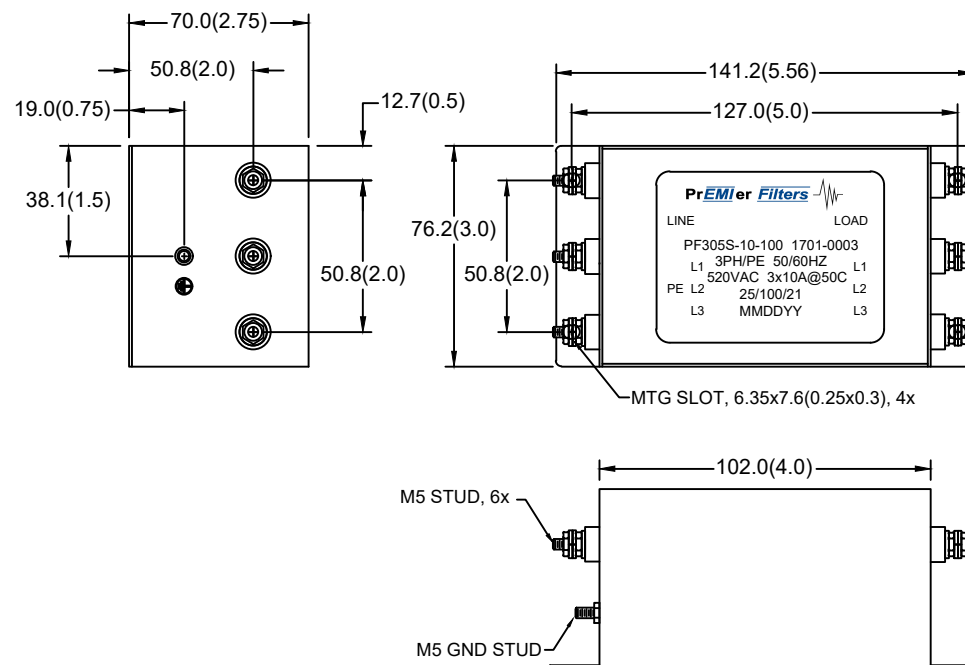 70.0(2.75)
50.8(2.0)
19.0(0.75)
12.7(0.5)
38.1(1.5)
50.8(2.0)
141.2(5.56)
127.0(5.0)
76.2(3.0)
50.8(2.0)
PrEMIer Filters
LINE LOAD
PF305S-10-100 1701-0003
3PH/PE 50/60HZ
L1 L1
520VAC 3x10A@50C
PE L2 L2
25/100/21
L3 MMDDYY L3
MTG SLOT, 6.35x7.6(0.25x0.3), 4x
102.0(4.0)
M5 STUD, 6x
M5 GND STUD